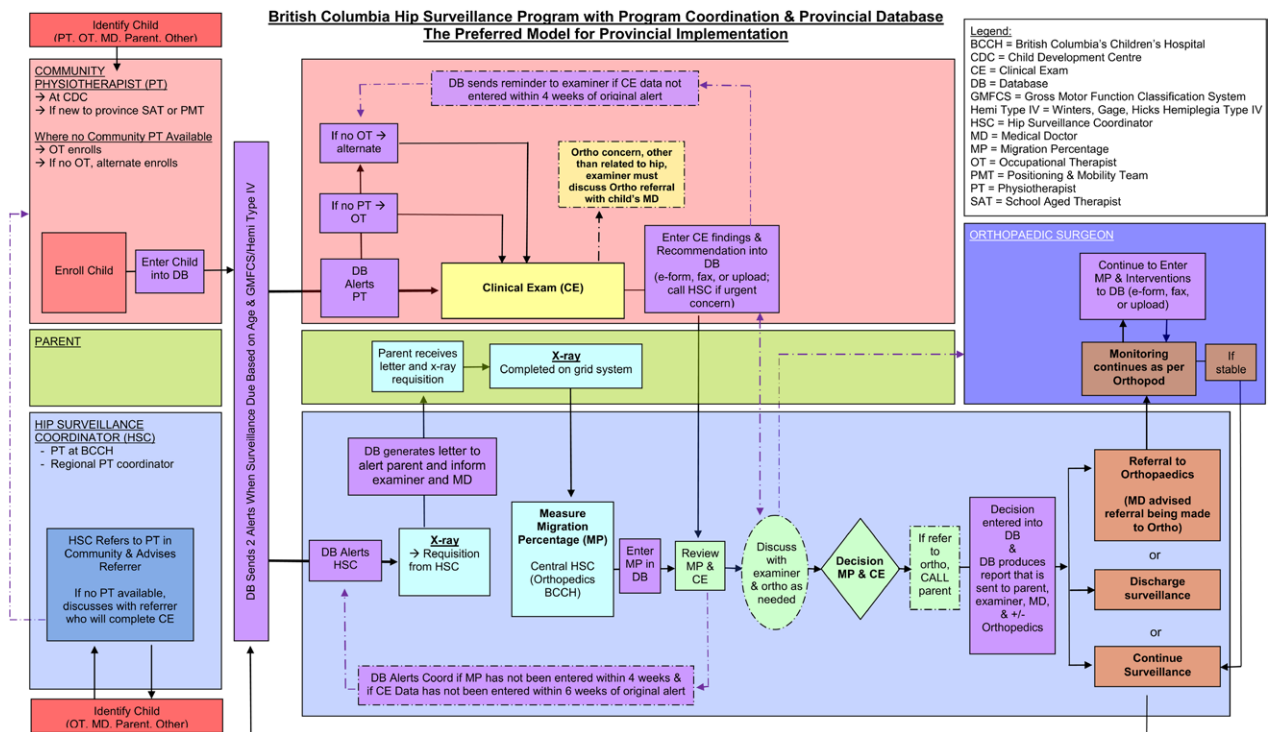 British Columbia Hip Surveillance Program with Program Coordination & Provincial Database
The Preferred Model for Provincial Implementation
Identify Child
(PT, OT, MD, Parent, Other)
COMMUNITY
PHYSIOTHERAPIST (PT)
→ At CDC
→ If new to province SAT or PMT
Where no Community PT Available
→ OT enrolls
→ If no OT, alternate enrolls
Enroll Child
Enter Child
into DB
PARENT
HIP SURVEILLANCE
COORDINATOR (HSC)
- PT at BCCH
- Regional PT coordinator
HSC Refers to PT in
Community & Advises
Referrer
If no PT available,
discusses with referrer
who will complete CE
Identify Child
(OT, MD, Parent, Other)
DB Sends 2 Alerts When Surveillance Due Based on Age & GMFCS/Hemi Type IV
DB sends reminder to examiner if CE data not
entered within 4 weeks of original alert
If no OT →
alternate
If no PT →
OT
DB
Alerts
PT
Clinical Exam (CE)
Ortho concern, other
than related to hip,
examiner must
discuss Ortho referral
with child's MD
Enter CE findings &
Recommendation into
DB
(e-form, fax, or upload;
call HSC if urgent
concern)
Parent receives
letter and x-ray
requisition
X-ray
Completed on grid system
DB generates letter to
alert parent and inform
examiner and MD
DB Alerts
HSC
X-ray
→ Requisition
from HSC
Measure
Migration
Percentage (MP)
Central HSC
(Orthopedics
BCCH)
Enter
MP in
DB
Review
MP & CE
Discuss
with
examiner
& ortho as
needed
Decision
MP & CE
If refer
to
ortho,
CALL
parent
Decision
entered into
DB
&
DB produces
report that is
sent to parent,
examiner, MD,
& +/-
Orthopedics
DB Alerts Coord if MP has not been entered within 4 weeks &
if CE Data has not been entered within 6 weeks of original alert
Legend:
BCCH = British Columbia's Children's Hospital
CDC = Child Development Centre
CE = Clinical Exam
DB = Database
GMFCS = Gross Motor Function Classification System
Hemi Type IV = Winters, Gage, Hicks Hemiplegia Type IV
HSC = Hip Surveillance Coordinator
MD = Medical Doctor
MP = Migration Percentage
OT = Occupational Therapist
PMT = Positioning & Mobility Team
PT = Physiotherapist
SAT = School Aged Therapist
ORTHOPAEDIC SURGEON
Continue to Enter
MP & Interventions
to DB (e-form, fax,
or upload)
Monitoring
continues as per
Orthopod
If
stable
Referral to
Orthopaedics
(MD advised
referral being made
to Ortho)
or
Discharge
surveillance
or
Continue
Surveillance